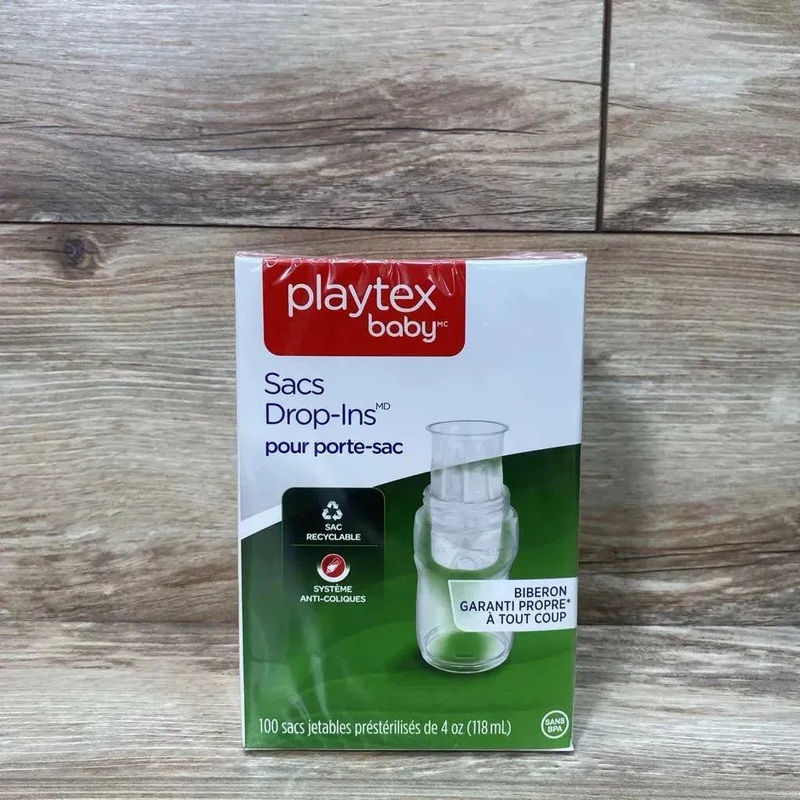 playtex
baby MC
Sacs
Drop-Ins MD
pour porte-sac
SAC
RECYCLABLE
SYSTÈME
ANTI-COLIQUES
BIBERON
GARANTI PROPRE*
À TOUT COUP
100 sacs jetables préstérilisés de 4 oz (118 mL)
SANS
BPA